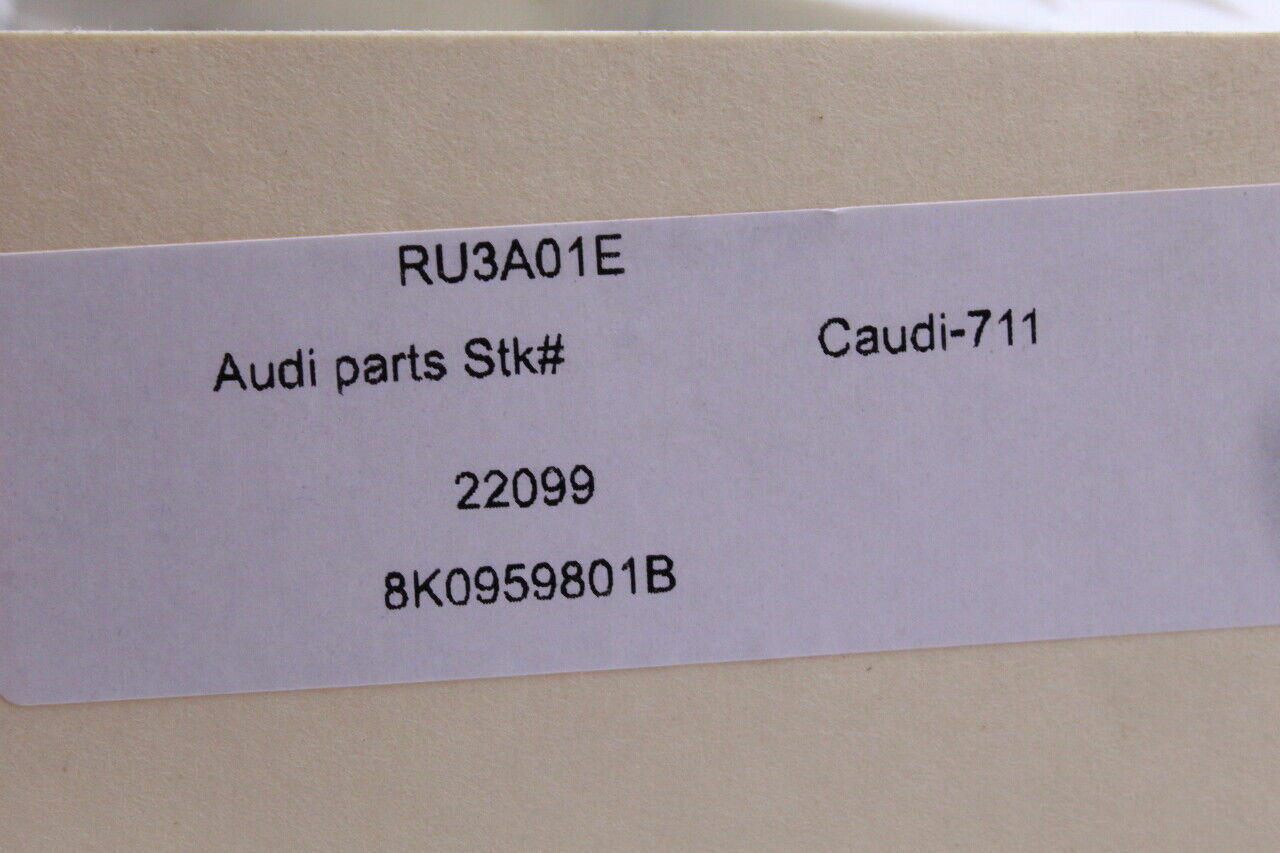 RU3A01E
Audi parts Stk# Caudi-711
22099
8K0959801B